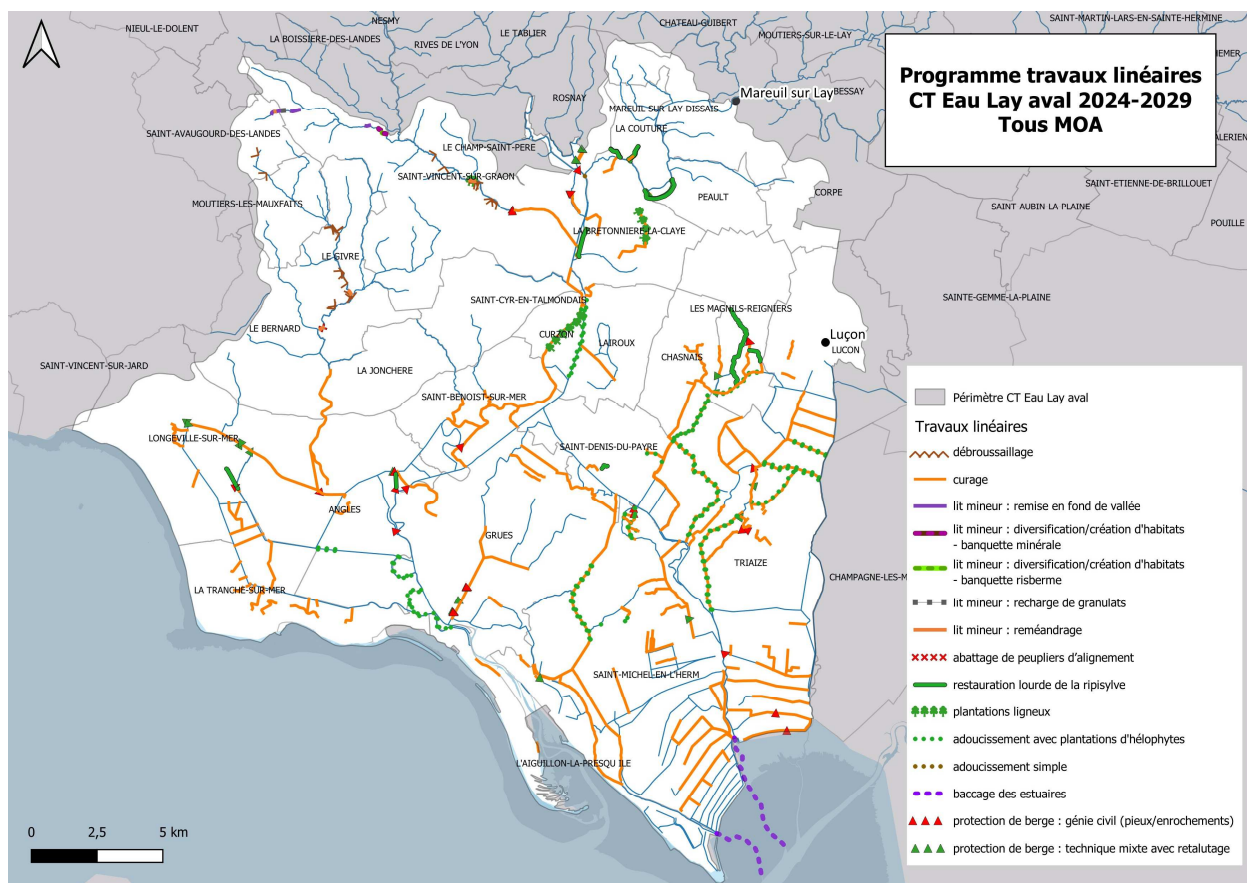 NIEUL-LE-DOLENT
NESMY
LA BOISSIERE-DES-LANDES
RIVES DE L'YON
LE TABLIER
CHATEAU-GUIBERT
MOUTIERS-SUR-LE-LAY
SAINT-MARTIN-LARS-EN-SAINTE-HERMINE
Programme travaux linéaires
CT Eau Lay aval 2024-2029
Tous MOA
ROSNAY
Mareuil sur Lay
BESSAY
MAREUIL SUR LAY DISSAIS
SAINT-AVAUGOURD-DES-LANDES
LA COUTURE
LE CHAMP-SAINT-PERE
SAINT-VINCENT-SUR-GRAON
MOUTIERS-LES-MAUXFAITS
PEAULT
CORPE
SAINT-ETIENNE-DE-BRILLOUET
SAINT AUBIN LA PLAINE
POUILLE
LA BRETONNIERE-LA-CLAYE
LE GIVRE
SAINT-CYR-EN-TALMONDAIS
SAINTE-GEMME-LA-PLAINE
LES MAGNILS-REIGNIERS
LE BERNARD
CURZON
LAIROUX
Luçon
LUCON
CHASNAIS
SAINT-VINCENT-SUR-JARD
LA JONCHERE
SAINT-BENOIST-SUR-MER
LONGEVILLE-SUR-MER
SAINT-DENIS-DU-PAYRE
ANGLES
GRUES
TRIAIZE
CHAMPAGNE-LES-M
LA TRANCHE-SUR-MER
SAINT-MICHEL-EN-L'HERM
L'AIGUILLON-LA-PRESQU ILE
Périmètre CT Eau Lay aval
Travaux linéaires
débroussaillage
curage
lit mineur : remise en fond de vallée
lit mineur : diversification/création d'habitats
- banquette minérale
lit mineur : diversification/création d'habitats
- banquette risberme
lit mineur : recharge de granulats
lit mineur : reméandrage
abattage de peupliers d'alignement
restauration lourde de la ripisylve
plantations ligneux
adoucissement avec plantations d'hélophytes
adoucissement simple
baccage des estuaires
protection de berge : génie civil (pieux/enrochements)
protection de berge : technique mixte avec retalutage
0 2,5 5 km